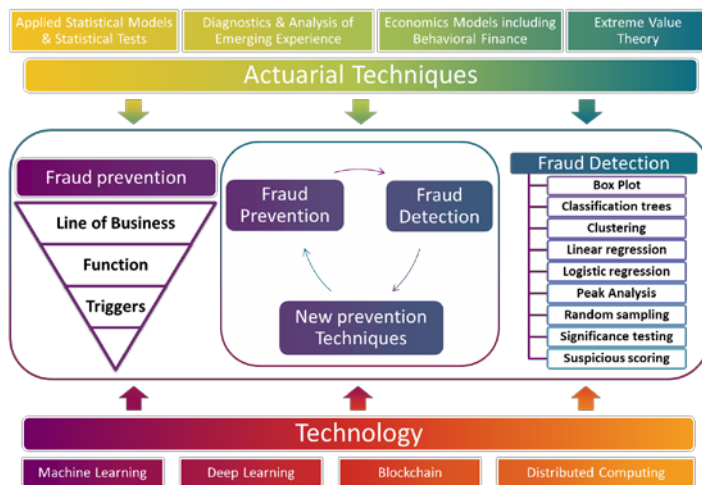 Applied Statistical Models
& Statistical Tests
Diagnostics & Analysis of
Emerging Experience
Economics Models including
Behavioral Finance
Extreme Value
Theory
Actuarial Techniques
Fraud prevention
Line of Business
Function
Triggers
Fraud
Prevention
Fraud
Detection
New prevention
Techniques
Fraud Detection
Box Plot
Classification trees
Clustering
Linear regression
Logistic regression
Peak Analysis
Random sampling
Significance testing
Suspicious scoring
Technology
Machine Learning
Deep Learning
Blockchain
Distributed Computing